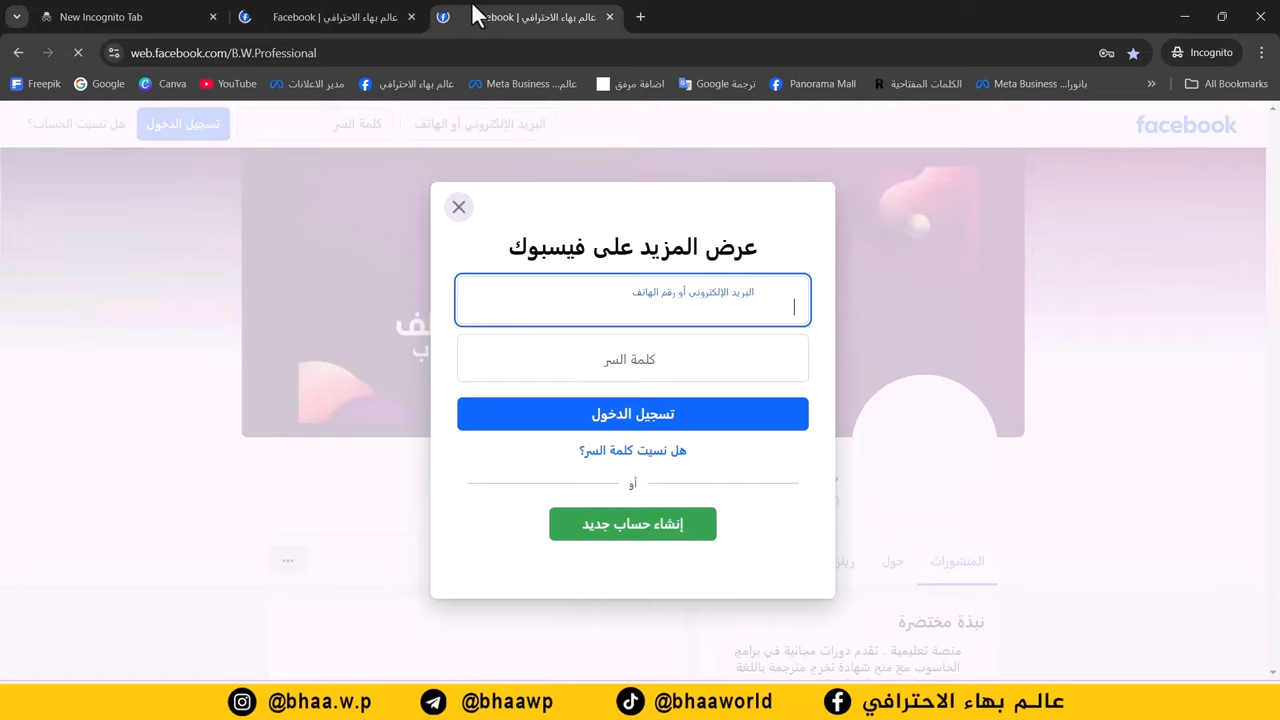 New Incognito Tab
عالم بهاء الاحترافي | Facebook
عالم بهاء الاحترافي |
web.facebook.com/B.W.Professional
Incognito
Freepik
Google
Canva
YouTube
مدير الاعلانات
عالم بهاء الاحترافي
Meta Business ...عالم
اضافة مرفق
ترجمة Google
Panorama Mall
الكلمات المفتاحية
Meta Business ...بانورا
All Bookmarks
facebook
البريد الإلكتروني أو الهاتف
كلمة السر
تسجيل الدخول
هل نسيت الحساب؟
عرض المزيد على فيسبوك
البريد الإلكتروني أو رقم الهاتف
كلمة السر
تسجيل الدخول
هل نسيت كلمة السر؟
أو
إنشاء حساب جديد
المنشورات
حول
نبذة مختصرة
منصة تعليمية .. تقدم دورات مجانية في برامج
الحاسوب مع منح شهادة تخرج مترجمة باللغة
@bhaa.w.p
@bhaawp
@bhaaworld
عالم بهاء الاحترافي